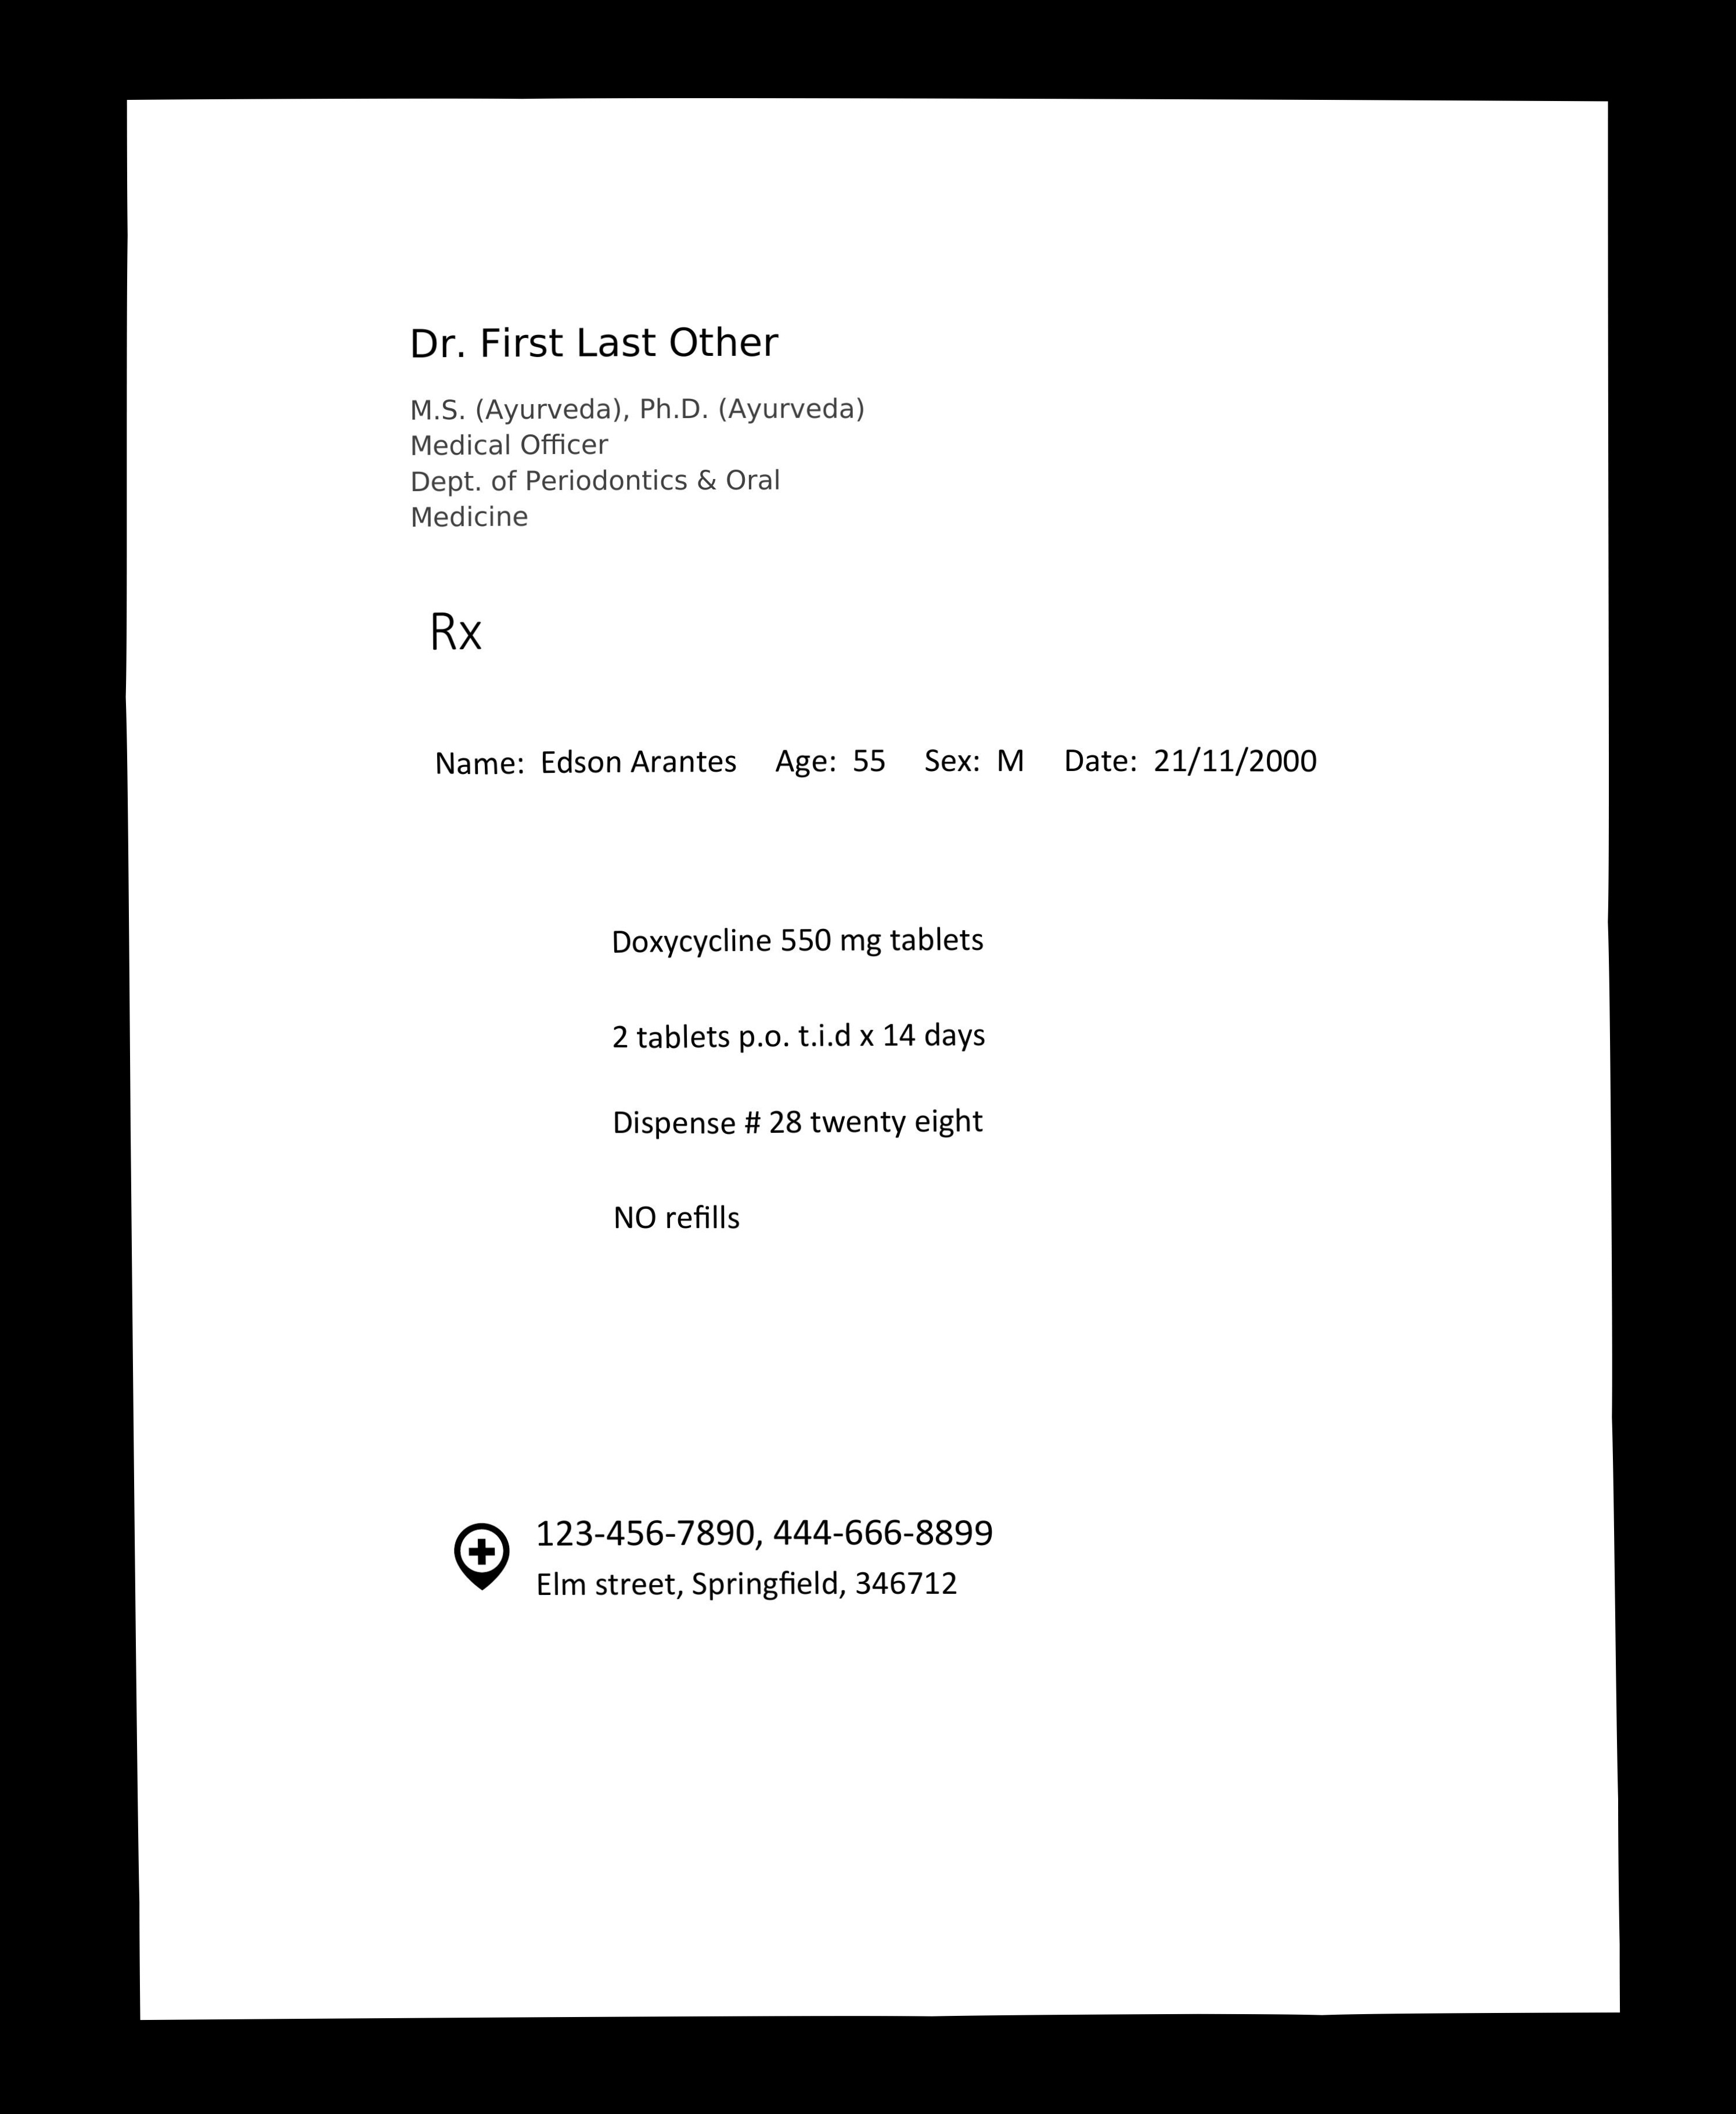 Dr. First Last Other
M.S. (Ayurveda), Ph.D. (Ayurveda)
Medical Officer
Dept. of Periodontics & Oral
Medicine
Rx
Name: Edson Arantes Age: 55 Sex: M Date: 21/11/2000
Doxycycline 550 mg tablets
2 tablets p.o. t.i.d x 14 days
Dispense # 28 twenty eight
NO refills
123-456-7890, 444-666-8899
Elm street, Springfield, 346712